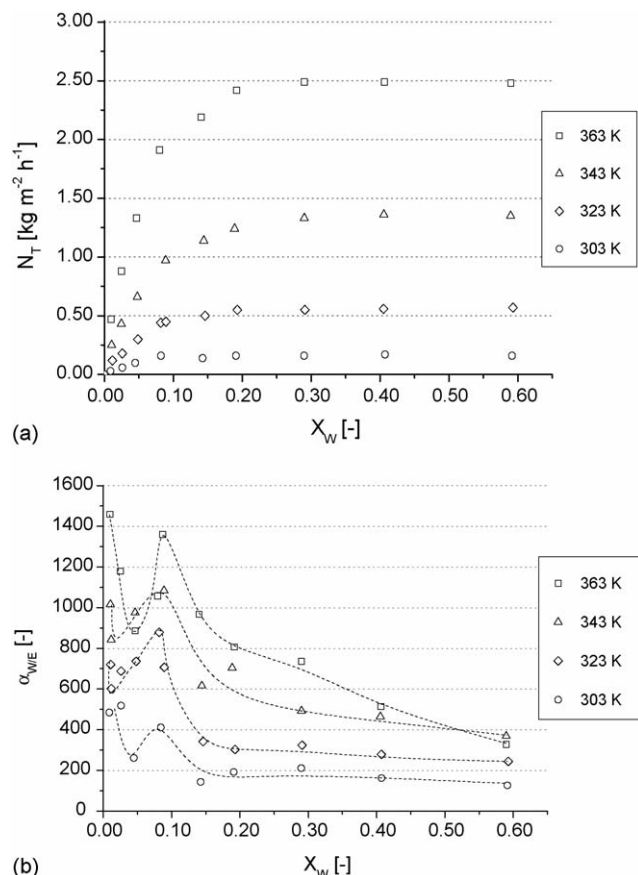 3.00
2.50
2.00
1.50
1.00
0.50
0.00
N_T [kg m⁻² h⁻¹]
0.00 0.10 0.20 0.30 0.40 0.50 0.60
X_W [-]
363 K
343 K
323 K
303 K
(a)
1600
1400
1200
1000
800
600
400
200
0
α_W/E [-]
0.00 0.10 0.20 0.30 0.40 0.50 0.60
X_W [-]
363 K
343 K
323 K
303 K
(b)